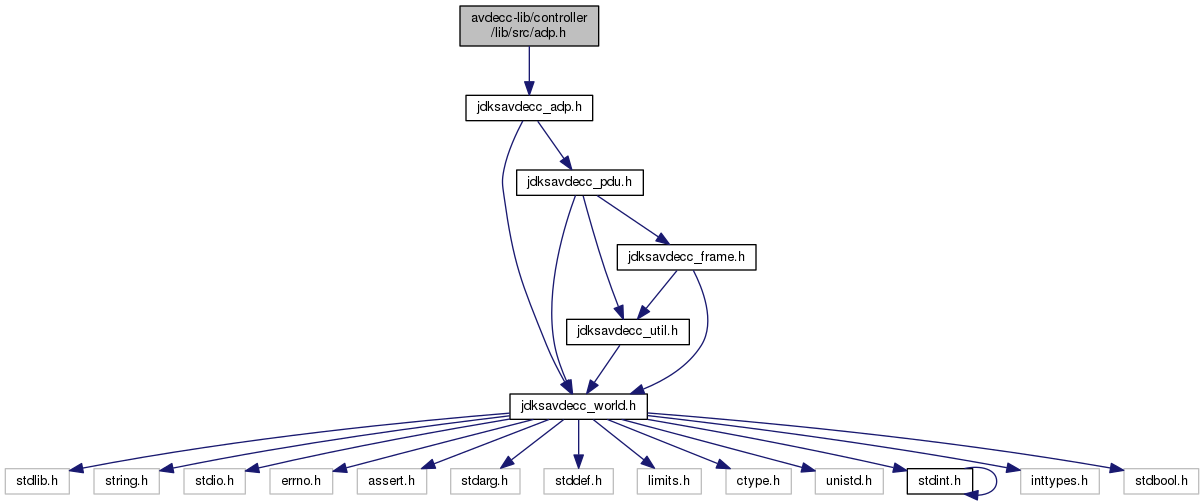 avdecc-lib/controller
/lib/src/adp.h
jdksavdecc_adp.h
jdksavdecc_pdu.h
jdksavdecc_frame.h
jdksavdecc_util.h
jdksavdecc_world.h
stdlib.h
string.h
stdio.h
errno.h
assert.h
stdarg.h
stddef.h
limits.h
ctype.h
unistd.h
stdint.h
inttypes.h
stdbool.h